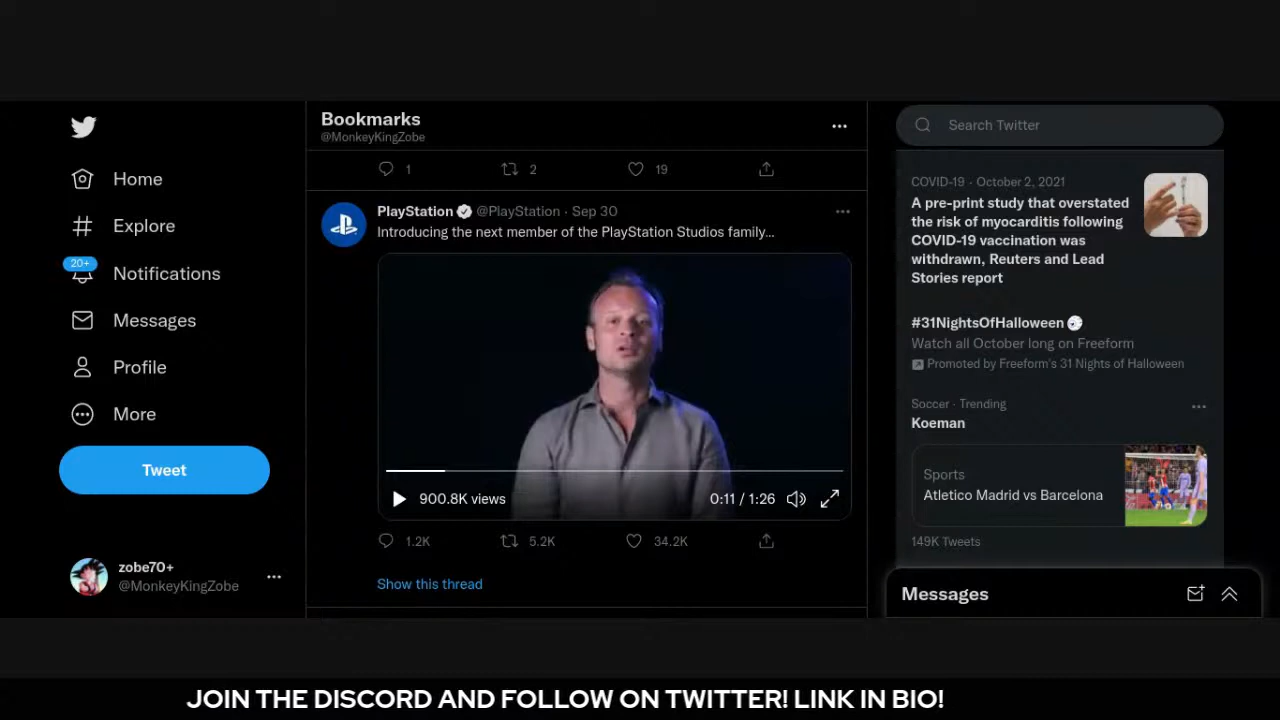 Home
Explore
20+
Notifications
Messages
Profile
More
Tweet
zobe70+
@MonkeyKingZobe
Bookmarks
@MonkeyKingZobe
1 2 19
PlayStation @PlayStation · Sep 30
Introducing the next member of the PlayStation Studios family...
900.8K views 0:11 / 1:26
1.2K 5.2K 34.2K
Show this thread
Search Twitter
COVID-19 · October 2, 2021
A pre-print study that overstated
the risk of myocarditis following
COVID-19 vaccination was
withdrawn, Reuters and Lead
Stories report
#31NightsOfHalloween
Watch all October long on Freeform
Promoted by Freeform's 31 Nights of Halloween
Soccer · Trending
Koeman
Sports
Atletico Madrid vs Barcelona
149K Tweets
Messages
JOIN THE DISCORD AND FOLLOW ON TWITTER! LINK IN BIO!